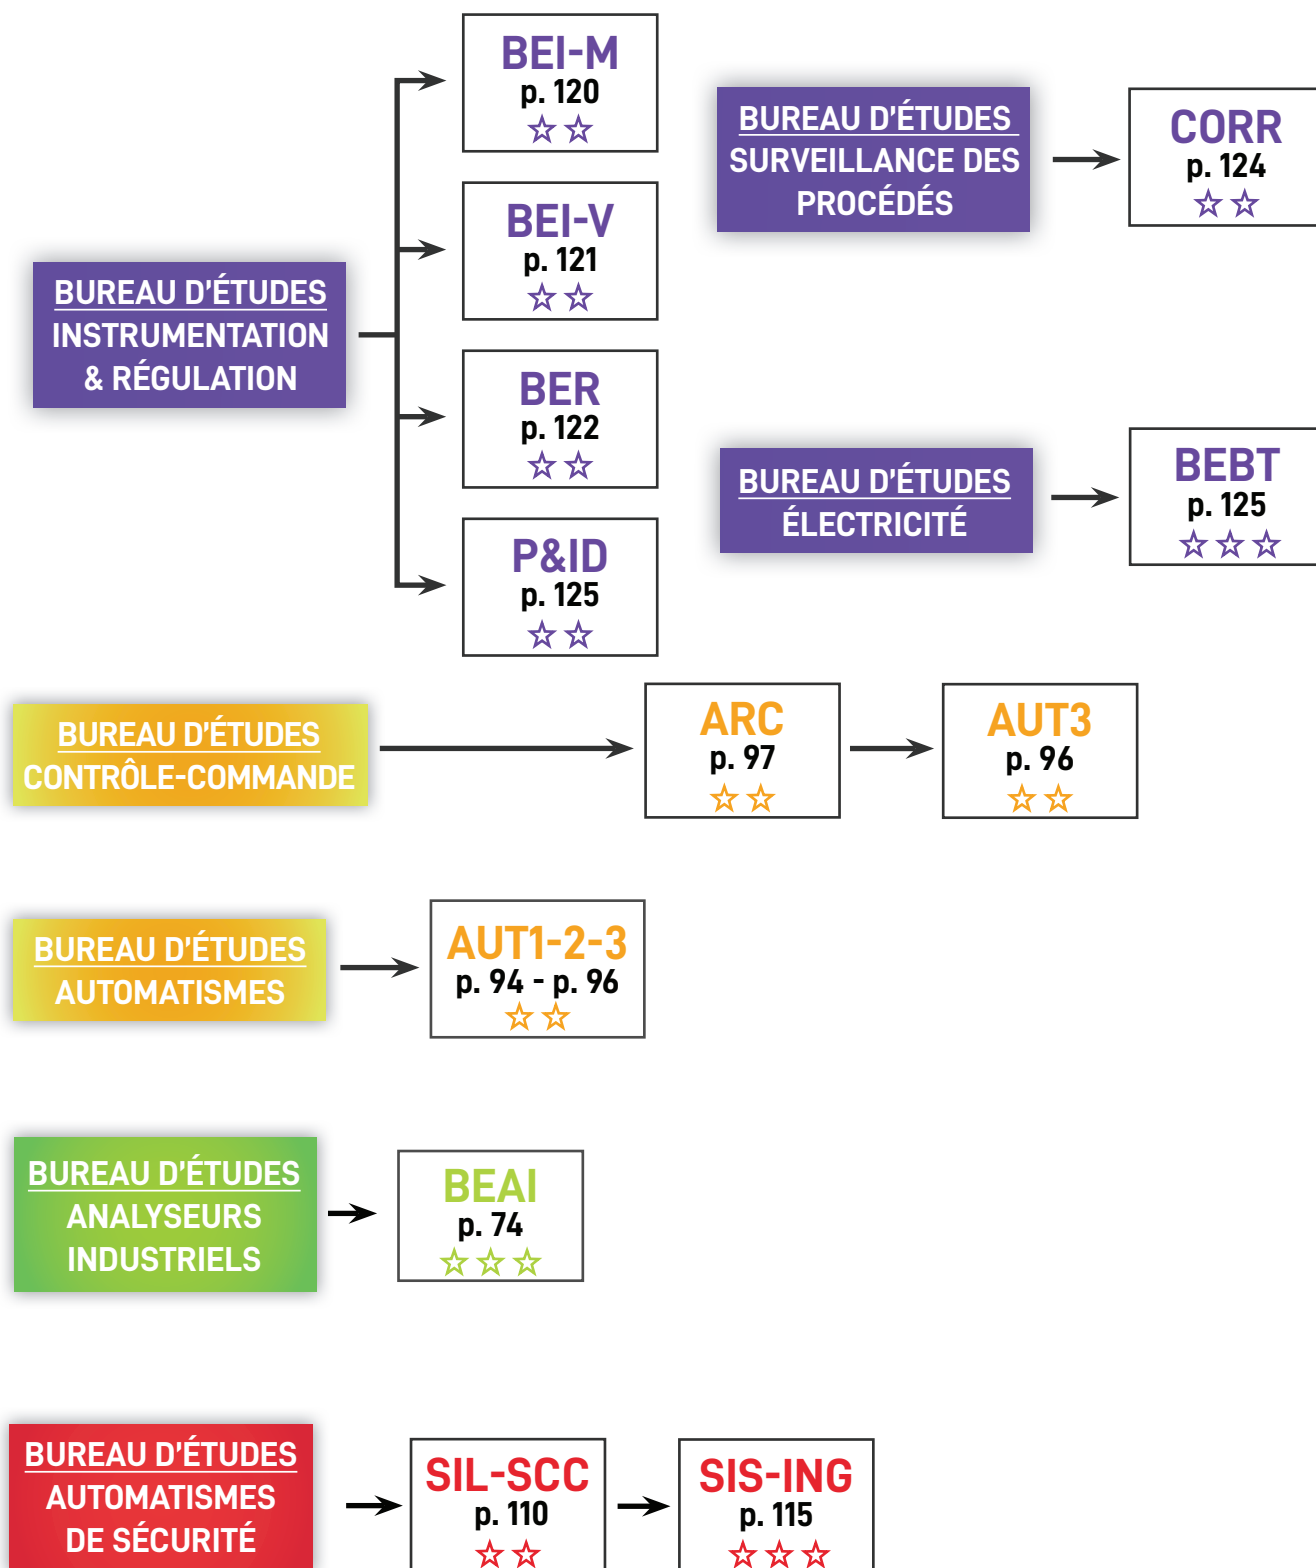 BUREAU D'ÉTUDES
INSTRUMENTATION
& RÉGULATION
BEI-M
p. 120
BEI-V
p. 121
BER
p. 122
P&ID
p. 125
BUREAU D'ÉTUDES
SURVEILLANCE DES
PROCÉDÉS
CORR
p. 124
BUREAU D'ÉTUDES
ÉLECTRICITÉ
BEBT
p. 125
BUREAU D'ÉTUDES
CONTRÔLE-COMMANDE
ARC
p. 97
AUT3
p. 96
BUREAU D'ÉTUDES
AUTOMATISMES
AUT1-2-3
p. 94 - p. 96
BUREAU D'ÉTUDES
ANALYSEURS
INDUSTRIELS
BEAI
p. 74
BUREAU D'ÉTUDES
AUTOMATISMES
DE SÉCURITÉ
SIL-SCC
p. 110
SIS-ING
p. 115